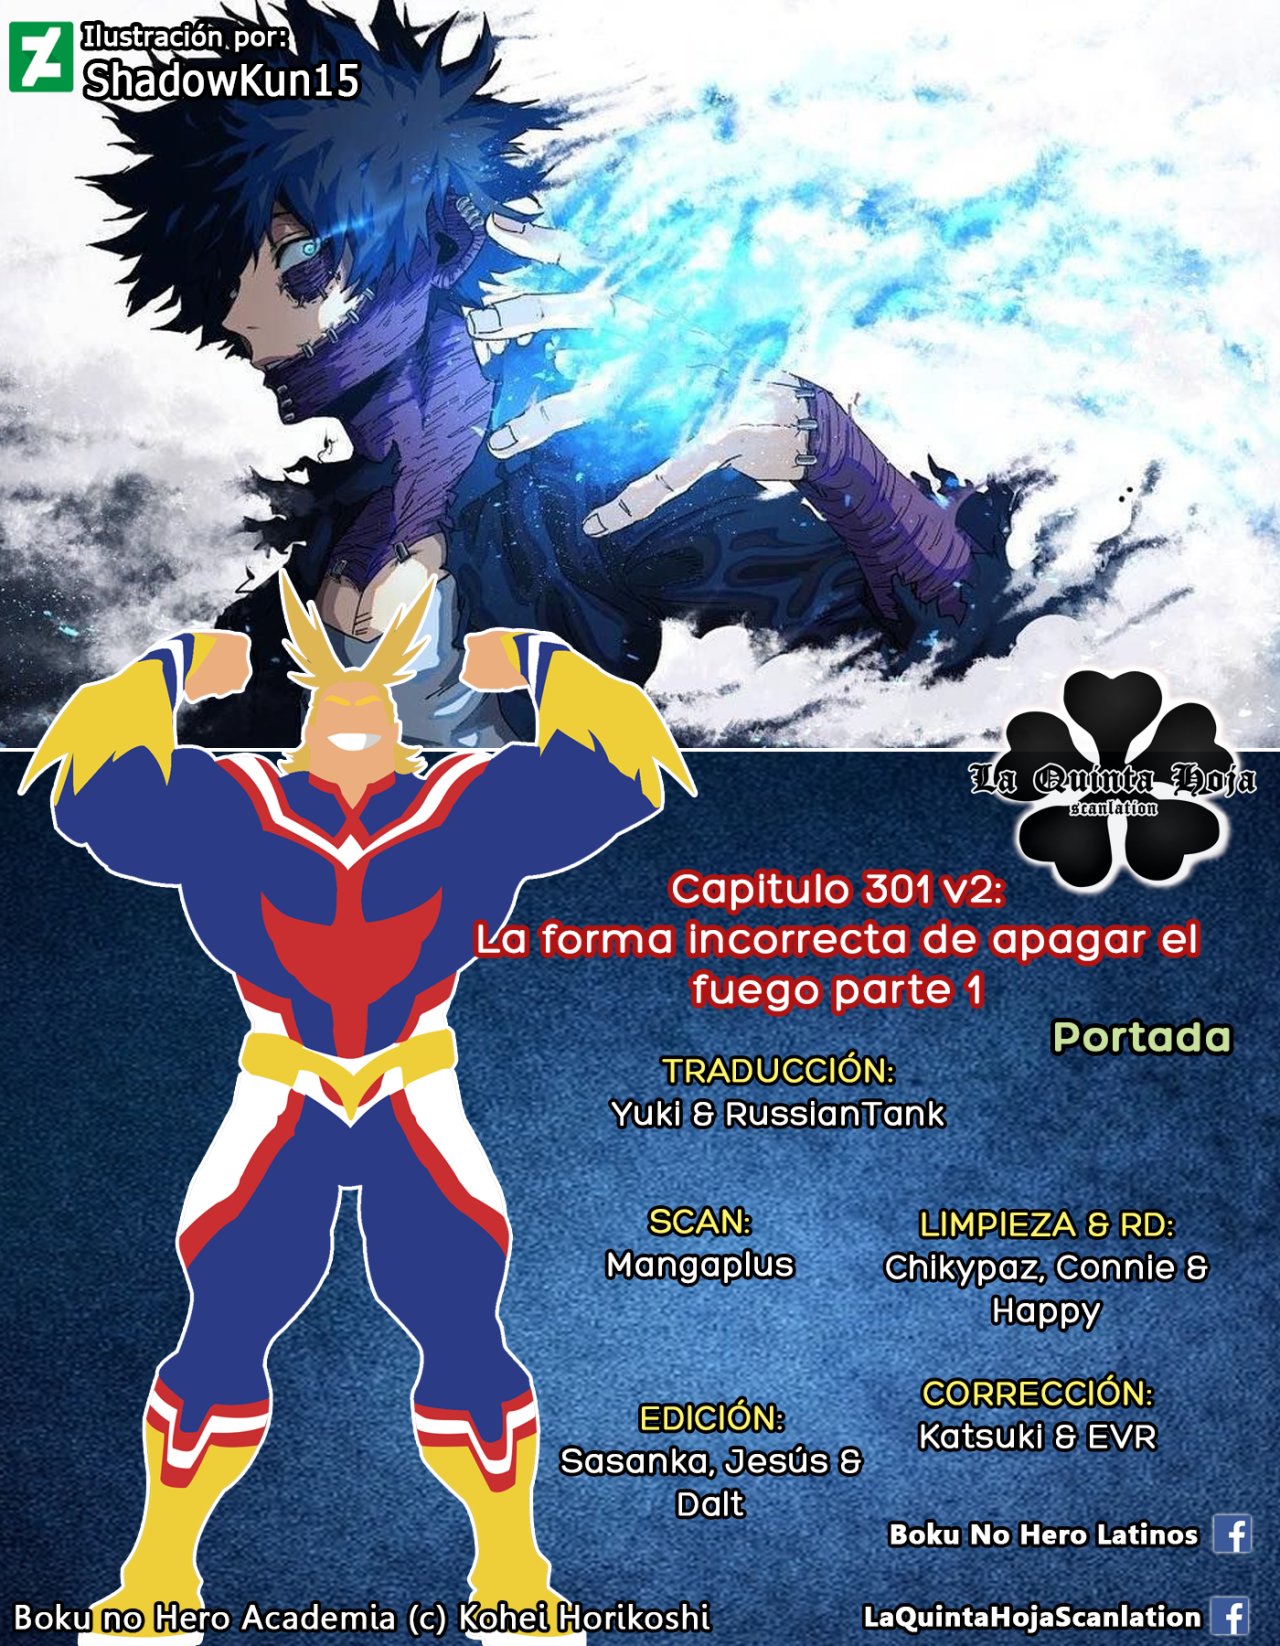 Ilustración por:
ShadowKun15
La Quinta Hoja
scanlation
Capitulo 301 v2:
La forma incorrecta de apagar el
fuego parte 1
Portada
TRADUCCIÓN:
Yuki & RussianTank
SCAN:
Mangaplus
LIMPIEZA & RD:
Chikypaz, Connie &
Happy
EDICIÓN:
Sasanka, Jesús &
Dalt
CORRECCIÓN:
Katsuki & EVR
Boku No Hero Latinos
LaQuintaHojaScanlation
Boku no Hero Academia (c) Kohei Horikoshi